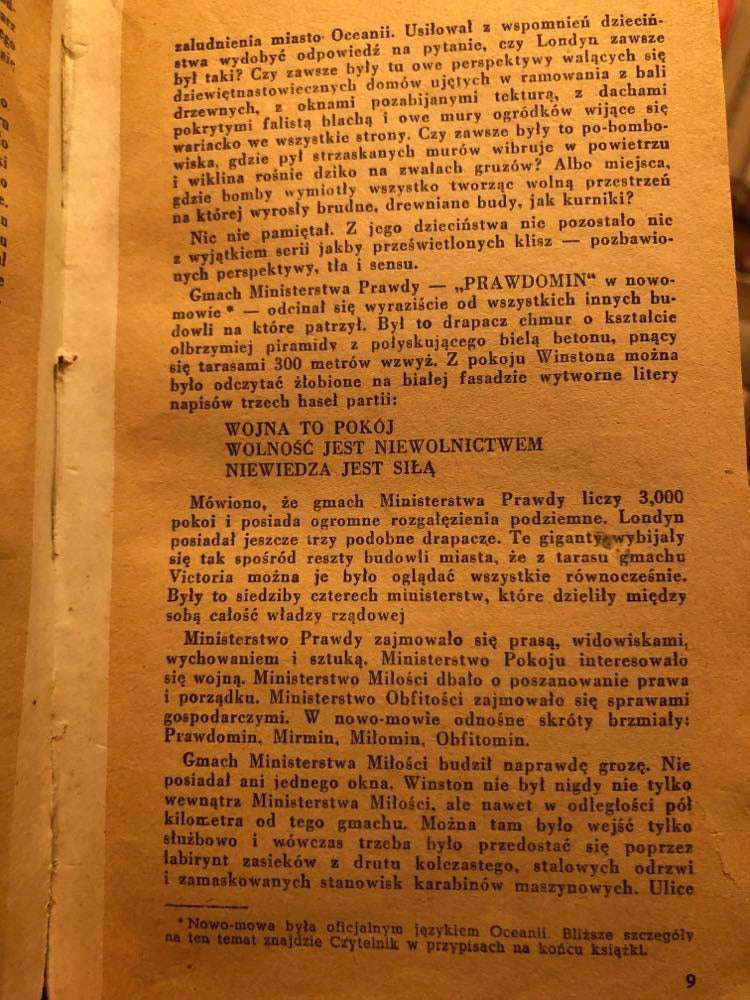 zaludnienia miasto Oceanii. Usiłował z wspomnień dzieciń-
stwa wydobyć odpowiedź na pytanie, czy Londyn zawsze
był taki? Czy zawsze były tu owe perspektywy walących się
dziewiętnastowiecznych domów ujętych w ramowania z bali
drzewnych, z oknami pozabijanymi tekturą, z dachami
pokrytymi falistą blachą i owe mury ogródków wijące się
wariacko we wszystkie strony. Czy zawsze były to po-bombo-
wiska, gdzie pył strzaskanych murów wibruje w powietrzu
i wiklina rośnie dziko na zwałach gruzów? Albo miejsca,
gdzie bomby wymiotły wszystko tworząc wolną przestrzeń
na której wyrosły brudne, drewniane budy, jak kurniki?
Nic nie pamiętał. Z jego dzieciństwa nie pozostało nic
z wyjątkiem serii jakby prześwietlonych klisz — pozbawio-
nych perspektywy, tła i sensu.
Gmach Ministerstwa Prawdy — „PRAWDOMIN“ w nowo-
mowie * — odcinał się wyraziście od wszystkich innych bu-
dowli na które patrzył. Był to drapacz chmur o kształcie
olbrzymiej piramidy z połyskującego bielą betonu, pnący
się tarasami 300 metrów wzwyż. Z pokoju Winstona można
było odczytać żłobione na białej fasadzie wytworne litery
napisów trzech haseł partii:
WOJNA TO POKÓJ
WOLNOŚĆ JEST NIEWOLNICTWEM
NIEWIEDZA JEST SIŁĄ
Mówiono, że gmach Ministerstwa Prawdy liczy 3,000
pokoi i posiada ogromne rozgałęzienia podziemne. Londyn
posiadał jeszcze trzy podobne drapacze. Te giganty wybijały
się tak spośród reszty budowli miasta, że z tarasu gmachu
Victoria można je było oglądać wszystkie równocześnie.
Były to siedziby czterech ministerstw, które dzieliły między
sobą całość władzy rządowej
Ministerstwo Prawdy zajmowało się prasą, widowiskami,
wychowaniem i sztuką. Ministerstwo Pokoju interesowało
się wojną. Ministerstwo Miłości dbało o poszanowanie prawa
i porządku. Ministerstwo Obfitości zajmowało się sprawami
gospodarczymi. W nowo-mowie odnośne skróty brzmiały:
Prawdomin, Mirmin, Miłomin, Obfitomin.
Gmach Ministerstwa Miłości budził naprawdę grozę. Nie
posiadał ani jednego okna. Winston nie był nigdy nie tylko
wewnątrz Ministerstwa Miłości, ale nawet w odległości pół
kilometra od tego gmachu. Można tam było wejść tylko
służbowo i wówczas trzeba było przedostać się poprzez
labirynt zasieków z drutu kolczastego, stalowych odrzwi
i zamaskowanych stanowisk karabinów maszynowych. Ulice
* Nowo-mowa była oficjalnym językiem Oceanii. Bliższe szczegóły
na ten temat znajdzie Czytelnik w przypisach na końcu książki.
9